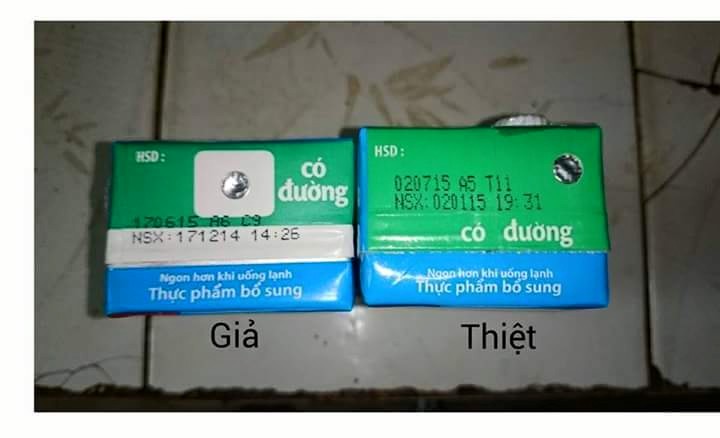 HSD :
có
đường
170615 A6 C9
NSX:171214 14:26
Ngon hơn khi uống lạnh
Thực phẩm bổ sung
HSD :
020715 A5 T11
NSX:020115 19:31
có đường
Ngon hơn khi uống lạnh
Thực phẩm bổ sung
Giả
Thiệt